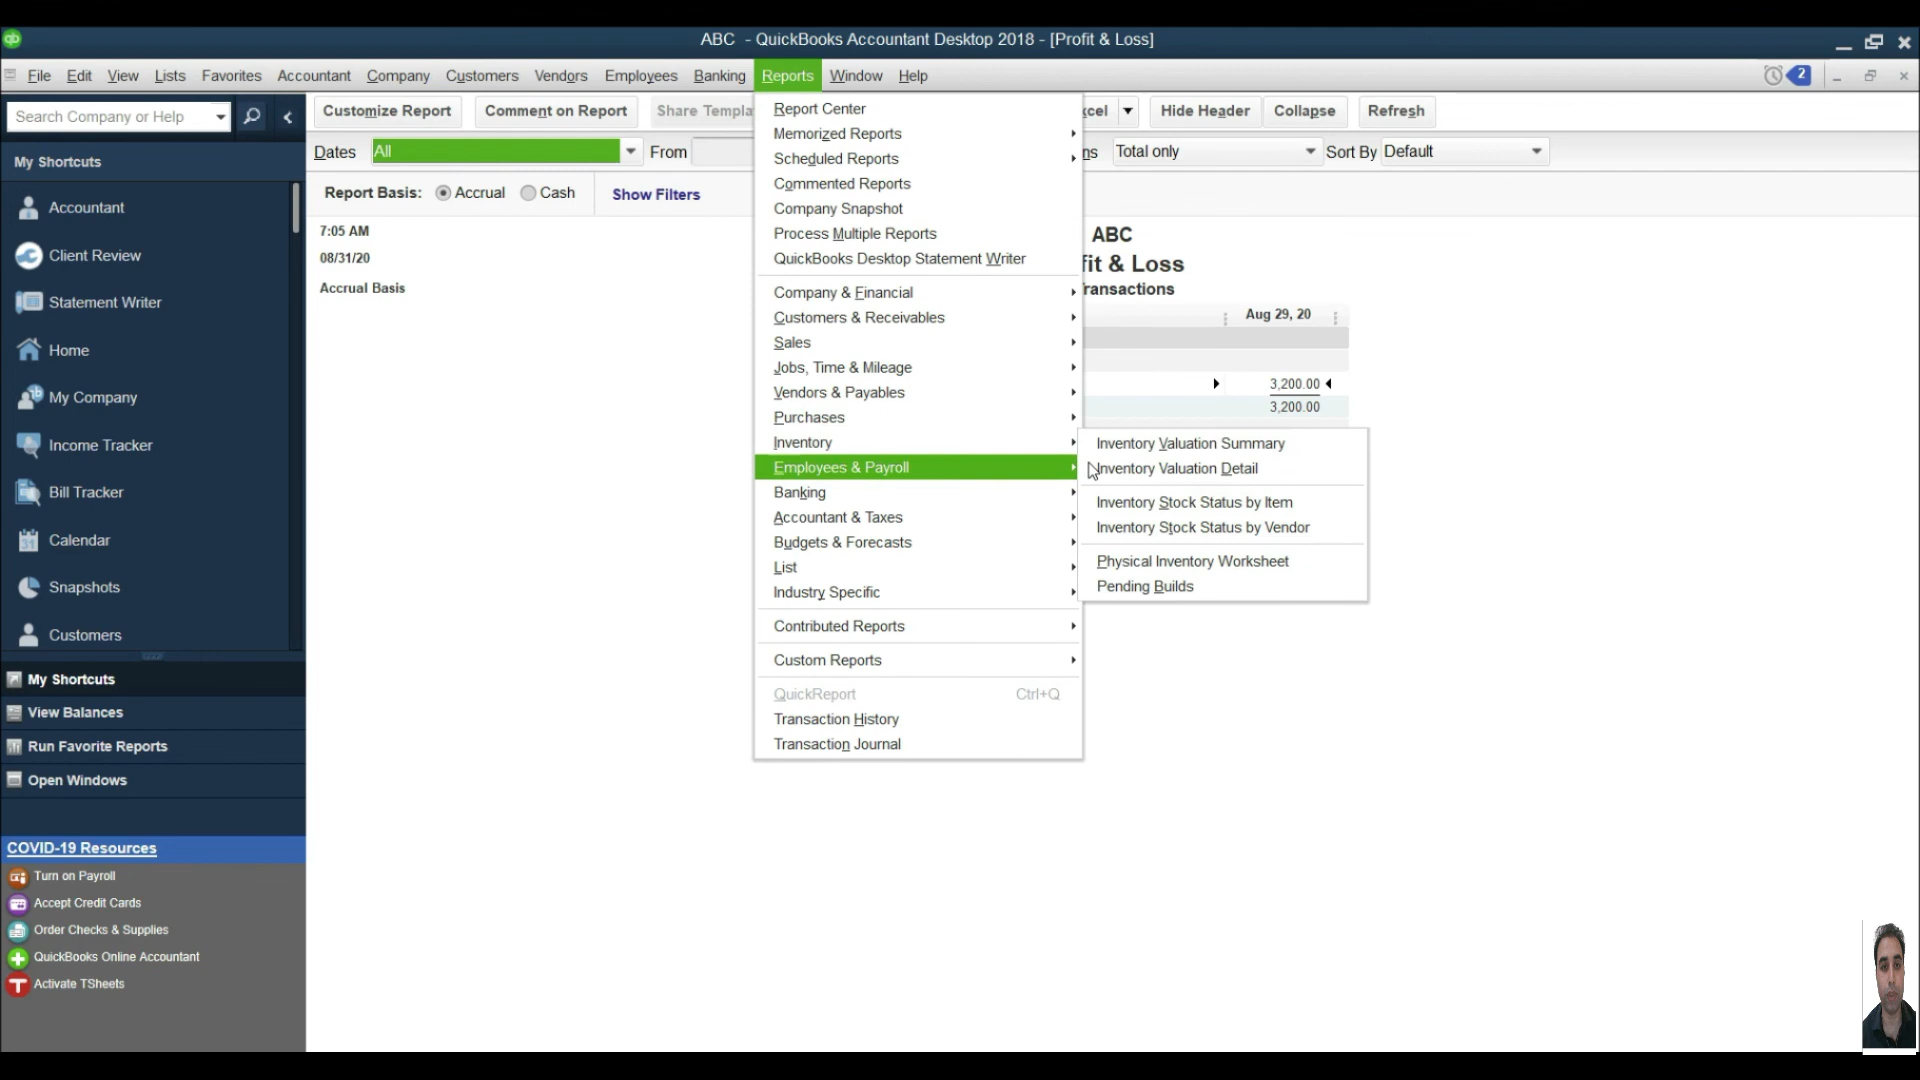 ABC - QuickBooks Accountant Desktop 2018 - [Profit & Loss]
File Edit View Lists Favorites Accountant Company Customers Vendors Employees Banking Reports Window Help 2
Search Company or Help
Customize Report Comment on Report Share Templa cel Hide Header Collapse Refresh
Dates All From ns Total only Sort By Default
Report Basis: Accrual Cash Show Filters
7:05 AM
08/31/20
Accrual Basis
ABC
fit & Loss
ransactions
Aug 29, 20
3,200.00
3,200.00
My Shortcuts
Accountant
Client Review
Statement Writer
Home
My Company
Income Tracker
Bill Tracker
Calendar
Snapshots
Customers
My Shortcuts
View Balances
Run Favorite Reports
Open Windows
COVID-19 Resources
Turn on Payroll
Accept Credit Cards
Order Checks & Supplies
QuickBooks Online Accountant
Activate TSheets
Report Center
Memorized Reports
Scheduled Reports
Commented Reports
Company Snapshot
Process Multiple Reports
QuickBooks Desktop Statement Writer
Company & Financial
Customers & Receivables
Sales
Jobs, Time & Mileage
Vendors & Payables
Purchases
Inventory
Employees & Payroll
Banking
Accountant & Taxes
Budgets & Forecasts
List
Industry Specific
Contributed Reports
Custom Reports
QuickReport Ctrl+Q
Transaction History
Transaction Journal
Inventory Valuation Summary
Inventory Valuation Detail
Inventory Stock Status by Item
Inventory Stock Status by Vendor
Physical Inventory Worksheet
Pending Builds